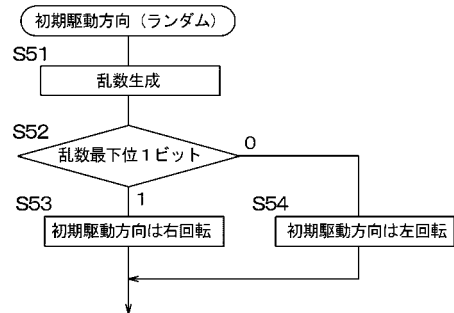 初期駆動方向（ランダム）
S51
乱数生成
S52
乱数最下位１ビット
0
1
S53
初期駆動方向は右回転
S54
初期駆動方向は左回転